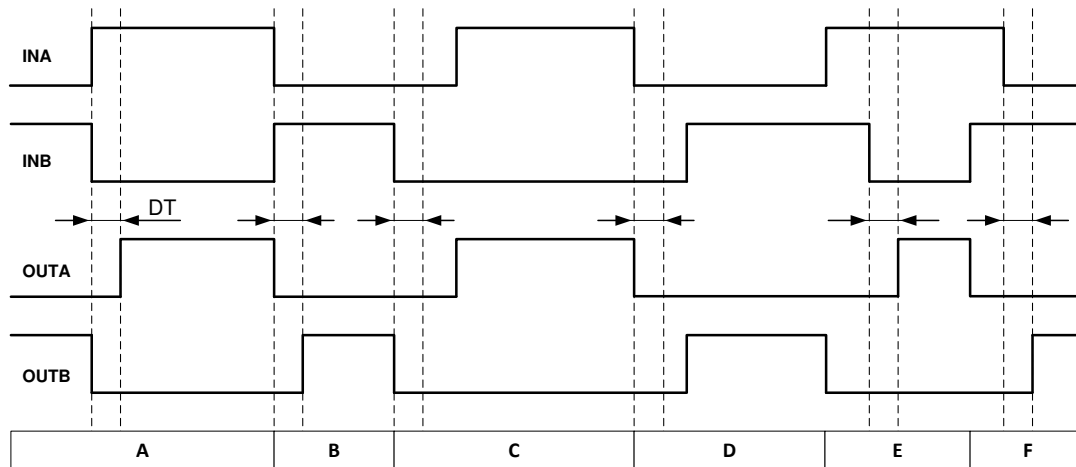 INA
INB
DT
OUTA
OUTB
A B C D E F